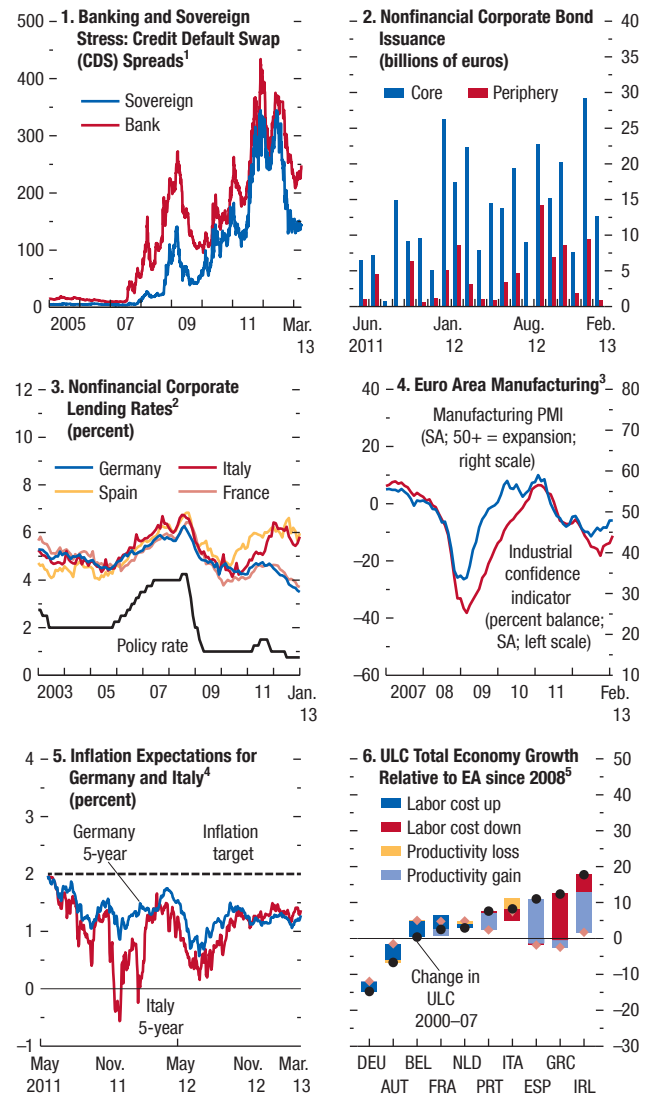 1. Banking and Sovereign
Stress: Credit Default Swap
(CDS) Spreads1
500
400
300
200
100
0
Sovereign
Bank
2005 07 09 11 Mar.
13
2. Nonfinancial Corporate Bond
Issuance
(billions of euros)
40
35
30
25
20
15
10
5
0
Core Periphery
Jun. Jan. Aug. Feb.
2011 12 12 13
3. Nonfinancial Corporate
Lending Rates2
(percent)
12
10
8
6
4
2
0
Germany Italy
Spain France
Policy rate
2003 05 07 09 11 Jan.
13
4. Euro Area Manufacturing3
40
20
0
–20
–40
–60
80
70
60
50
40
30
20
10
Manufacturing PMI
(SA; 50+ = expansion;
right scale)
Industrial
confidence
indicator
(percent balance;
SA; left scale)
2007 08 09 10 11 Feb.
13
5. Inflation Expectations for
Germany and Italy4
(percent)
4
3
2
1
0
–1
Germany
5-year
Inflation
target
Italy
5-year
May Nov. May Nov. Mar.
2011 11 12 12 13
6. ULC Total Economy Growth
Relative to EA since 20085
50
40
30
20
10
0
–10
–20
–30
Labor cost up
Labor cost down
Productivity loss
Productivity gain
Change in
ULC
2000–07
DEU BEL NLD ITA GRC
AUT FRA PRT ESP IRL